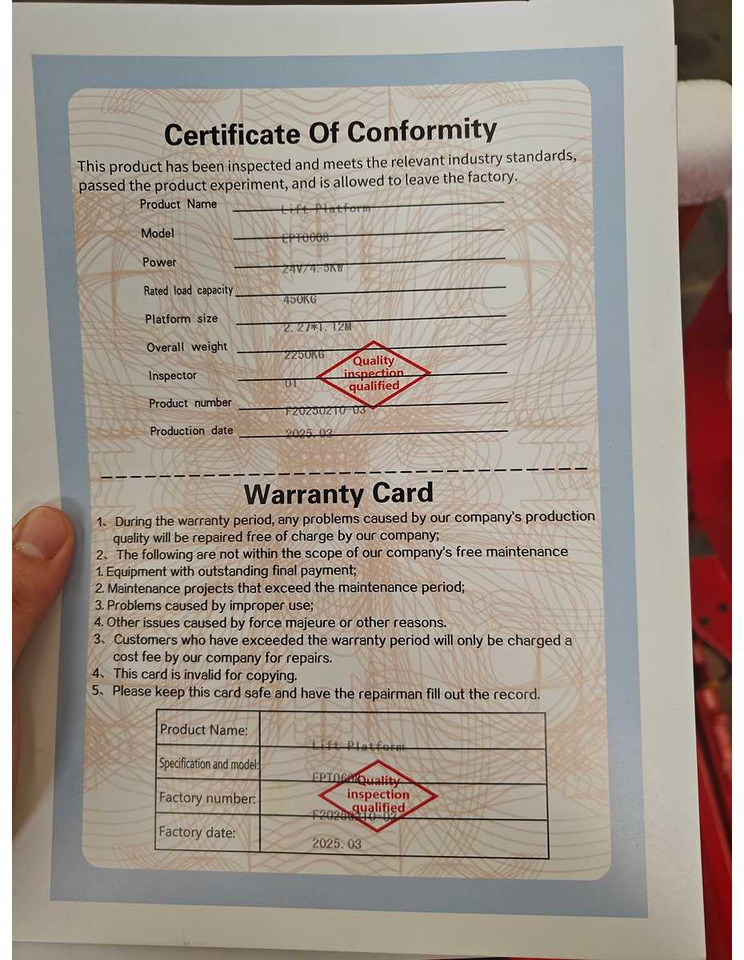 Certificate Of Conformity
This product has been inspected and meets the relevant industry standards,
passed the product experiment, and is allowed to leave the factory.
Product Name Lift Platform
Model EPT0608
Power 24V/4.5KW
Rated load capacity 450KG
Platform size 2.27*1.12M
Overall weight 2250KG
Inspector 01
Quality
inspection
qualified
Product number F20250210-03
Production date 2025.03
Warranty Card
1、During the warranty period, any problems caused by our company's production
quality will be repaired free of charge by our company;
2、The following are not within the scope of our company's free maintenance
1. Equipment with outstanding final payment;
2. Maintenance projects that exceed the maintenance period;
3. Problems caused by improper use;
4. Other issues caused by force majeure or other reasons.
3、Customers who have exceeded the warranty period will only be charged a
cost fee by our company for repairs.
4、This card is invalid for copying.
5、Please keep this card safe and have the repairman fill out the record.
Product Name: Lift Platform
Specification and model: EPT0608
Quality
inspection
qualified
Factory number: F20250210-03
Factory date: 2025.03